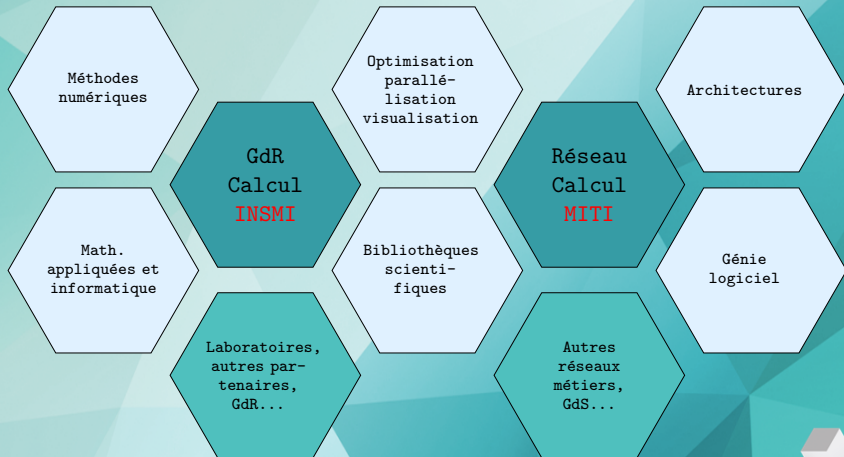 Méthodes
numériques
Optimisation
parallé-
lisation
visualisation
Architectures
GdR
Calcul
INSMI
Réseau
Calcul
MITI
Math.
appliquées et
informatique
Bibliothèques
scienti-
fiques
Génie
logiciel
Laboratoires,
autres par-
tenaires,
GdR...
Autres
réseaux
métiers,
GdS...